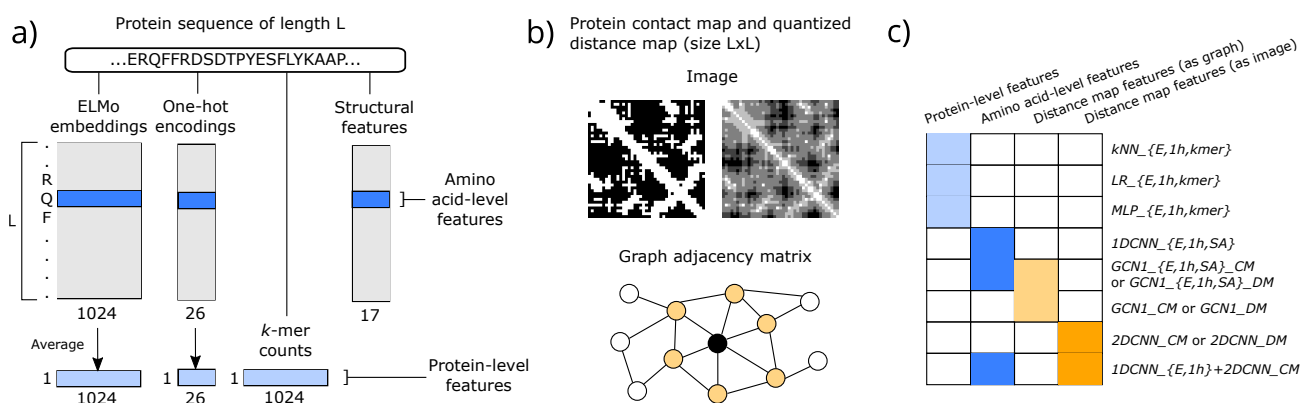 a)
Protein sequence of length L
...ERQFFRDSDTPYESFLYKAAP...
ELMo
embeddings
One-hot
encodings
Structural
features
L
.
.
R
Q
F
.
.
.
.
.
Amino
acid-level
features
1024
26
17
Average
k-mer
counts
1
1
1
1024
26
1024
Protein-level
features
b)
Protein contact map and quantized
distance map (size LxL)
Image
Graph adjacency matrix
c)
Protein-level features
Amino acid-level features
Distance map features (as graph)
Distance map features (as image)
kNN_{E,1h,kmer}
LR_{E,1h,kmer}
MLP_{E,1h,kmer}
1DCNN_{E,1h,SA}
GCN1_{E,1h,SA}_CM
or GCN1_{E,1h,SA}_DM
GCN1_CM or GCN1_DM
2DCNN_CM or 2DCNN_DM
1DCNN_{E,1h}+2DCNN_CM